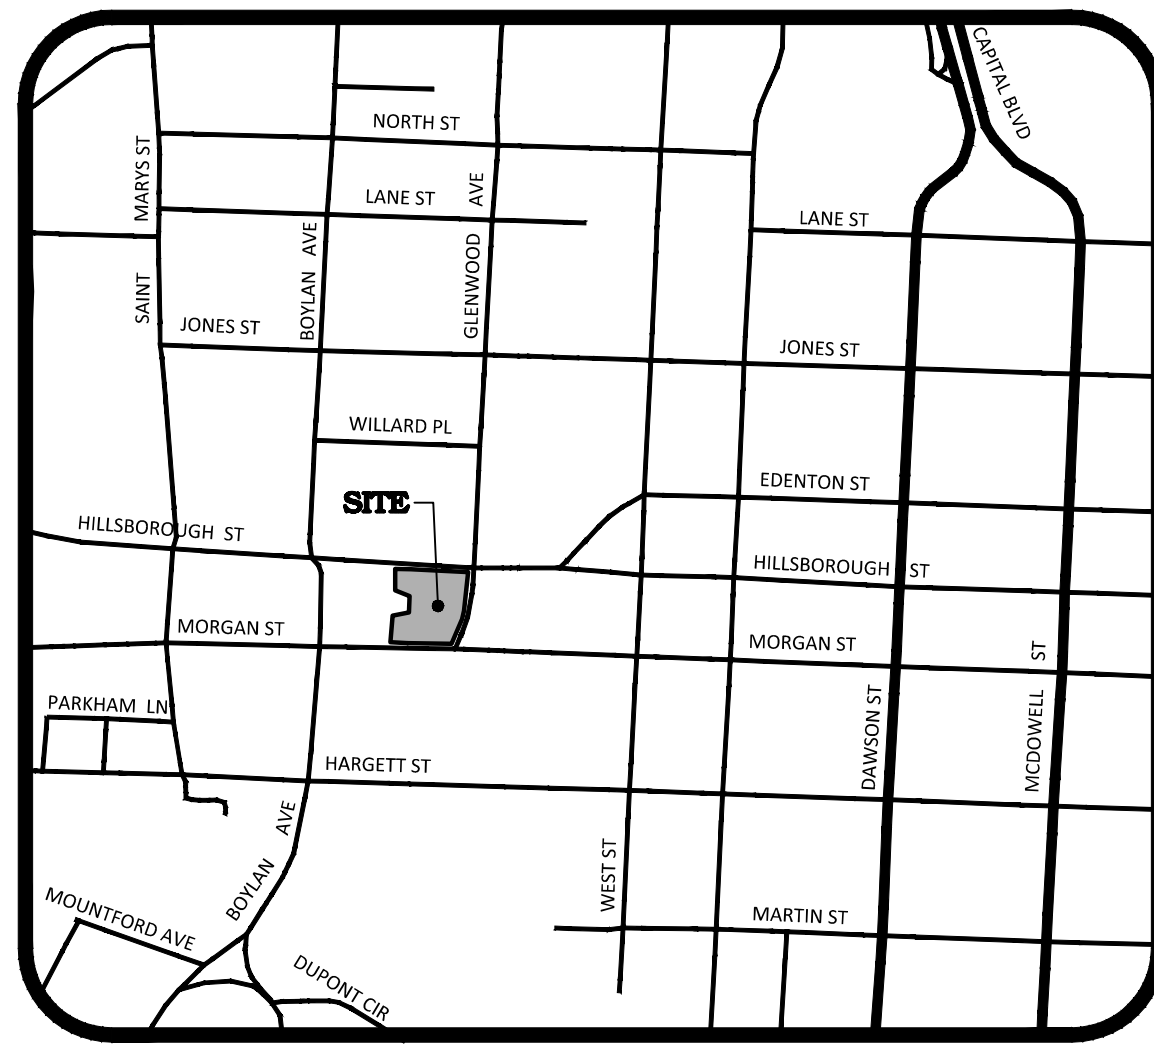 CAPITAL BLVD
NORTH ST
SAINT MARYS ST
LANE ST
GLENWOOD AVE
BOYLAN AVE
LANE ST
JONES ST
JONES ST
WILLARD PL
EDENTON ST
SITE
HILLSBOROUGH ST
HILLSBOROUGH ST
MORGAN ST
MORGAN ST
PARKHAM LN
DAWSON ST
MCDOWELL ST
HARGETT ST
BOYLAN AVE
WEST ST
MOUNTFORD AVE
MARTIN ST
DUPONT CIR